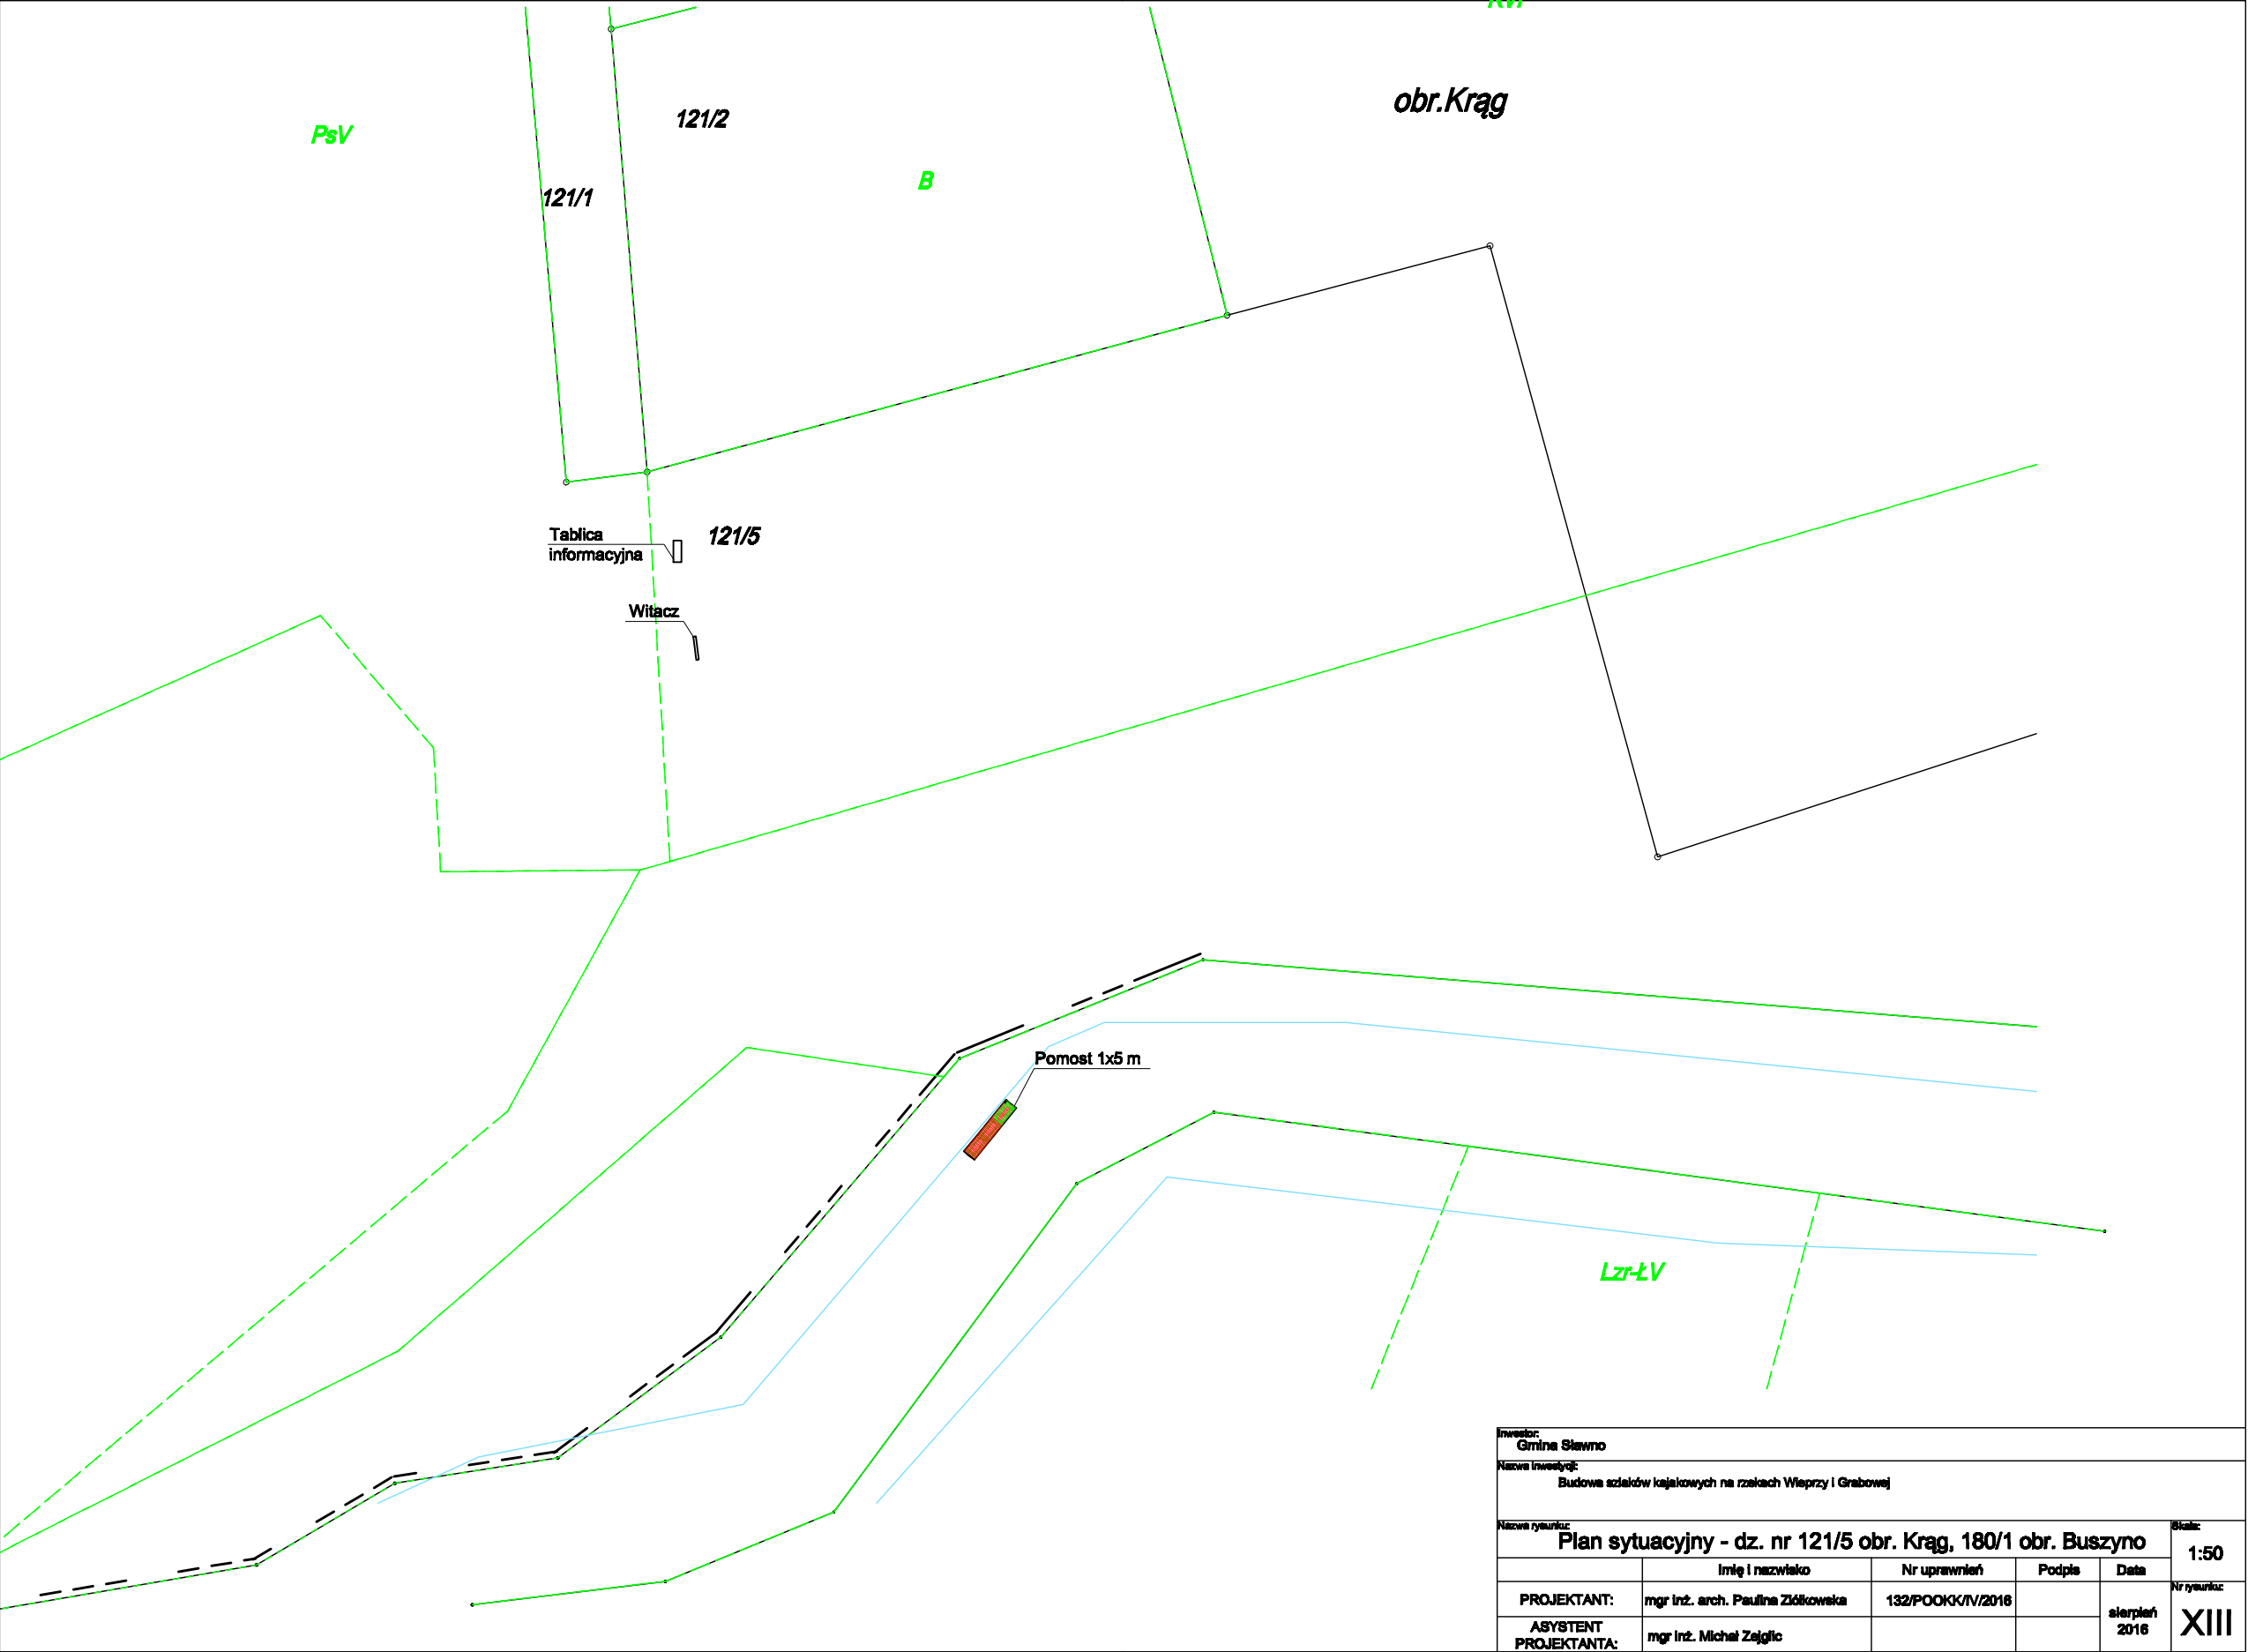 obr.Krąg
PsV
121/2
B
121/1
Tablica
informacyjna
121/5
Witacz
Pomost 1x5 m
Lzr-ŁV
Inwestor:
Gmina Sławno
Nazwa inwestycji:
Budowa szlaków kajakowych na rzekach Wieprzy i Grabowej
Nazwa rysunku:
Plan sytuacyjny - dz. nr 121/5 obr. Krąg, 180/1 obr. Buszyno
Skala:
1:50
Imię i nazwisko Nr uprawnień Podpis Data
PROJEKTANT: mgr inż. arch. Paulina Ziółkowska 132/POOKK/IV/2016
sierpień
2016
Nr rysunku:
XIII
ASYSTENT
PROJEKTANTA:
mgr inż. Michał Zejglic